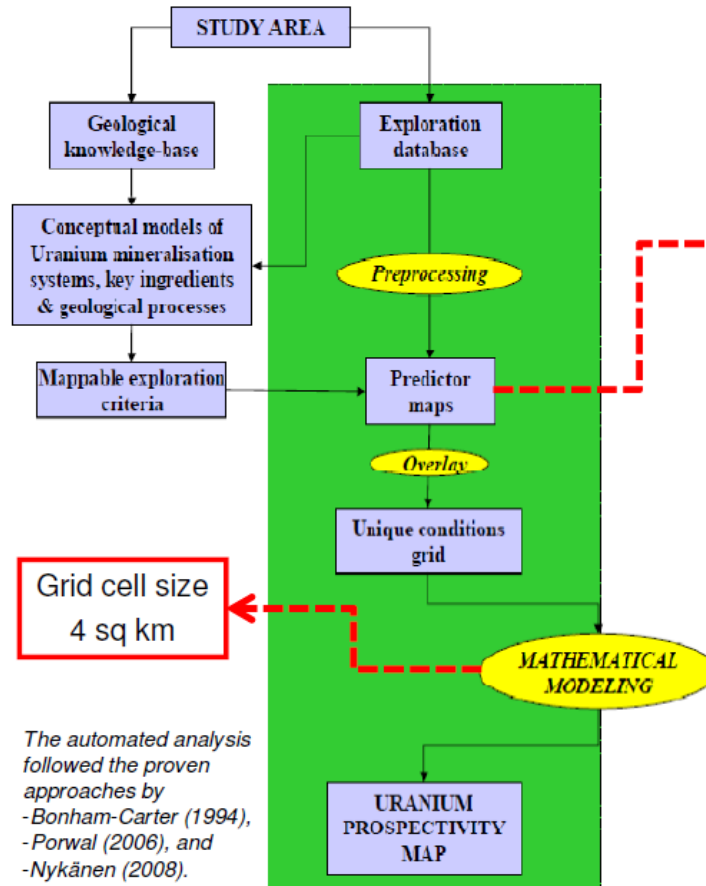 STUDY AREA
Geological
knowledge-base
Exploration
database
Conceptual models of
Uranium mineralisation
systems, key ingredients
& geological processes
Preprocessing
Mappable exploration
criteria
Predictor
maps
Overlay
Unique conditions
grid
Grid cell size
4 sq km
MATHEMATICAL
MODELING
The automated analysis
followed the proven
approaches by
-Bonham-Carter (1994),
-Porwal (2006), and
-Nykänen (2008).
URANIUM
PROSPECTIVITY
MAP